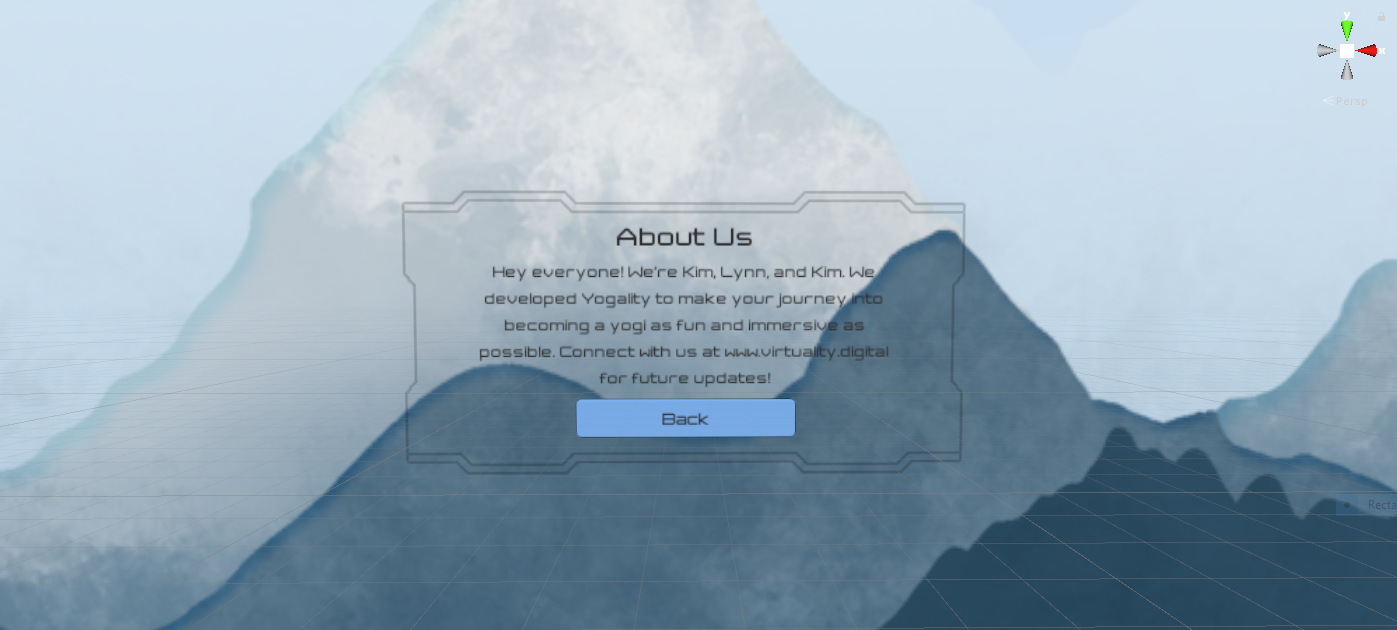 y
x
Persp
About Us
Hey everyone! We're Kim, Lynn, and Kim. We
developed Yogality to make your journey into
becoming a yogi as fun and immersive as
possible. Connect with us at www.virtuality.digital
for future updates!
Back
Recta